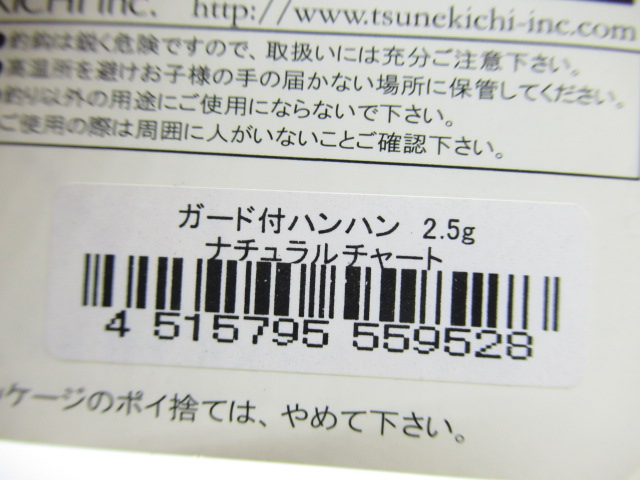 KICHI INC. http://www.tsunekichi-inc.com
●釣鈎は鋭く危険ですので、取扱いには充分ご注意下さい。
●高温所を避けお子様の手の届かない場所に保管してください。
●釣り以外の用途にご使用にならないで下さい。
ご使用の際は周囲に人がいないことご確認下さい。
ガード付ハンハン 2.5g
ナチュラルチャート
4 515795 559528
ケージのポイ捨ては、やめて下さい。